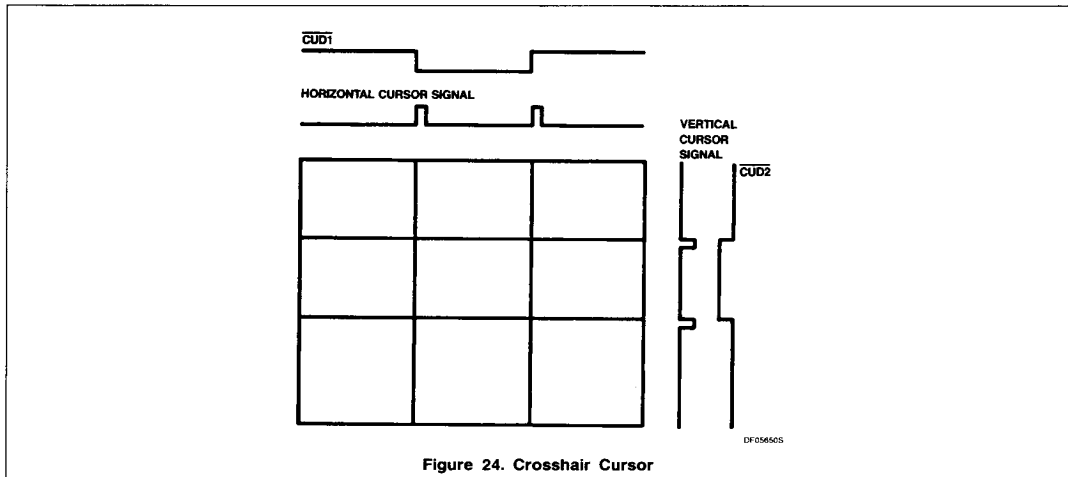 CUD1
HORIZONTAL CURSOR SIGNAL
VERTICAL
CURSOR
SIGNAL
CUD2
DF05650S
Figure 24. Crosshair Cursor